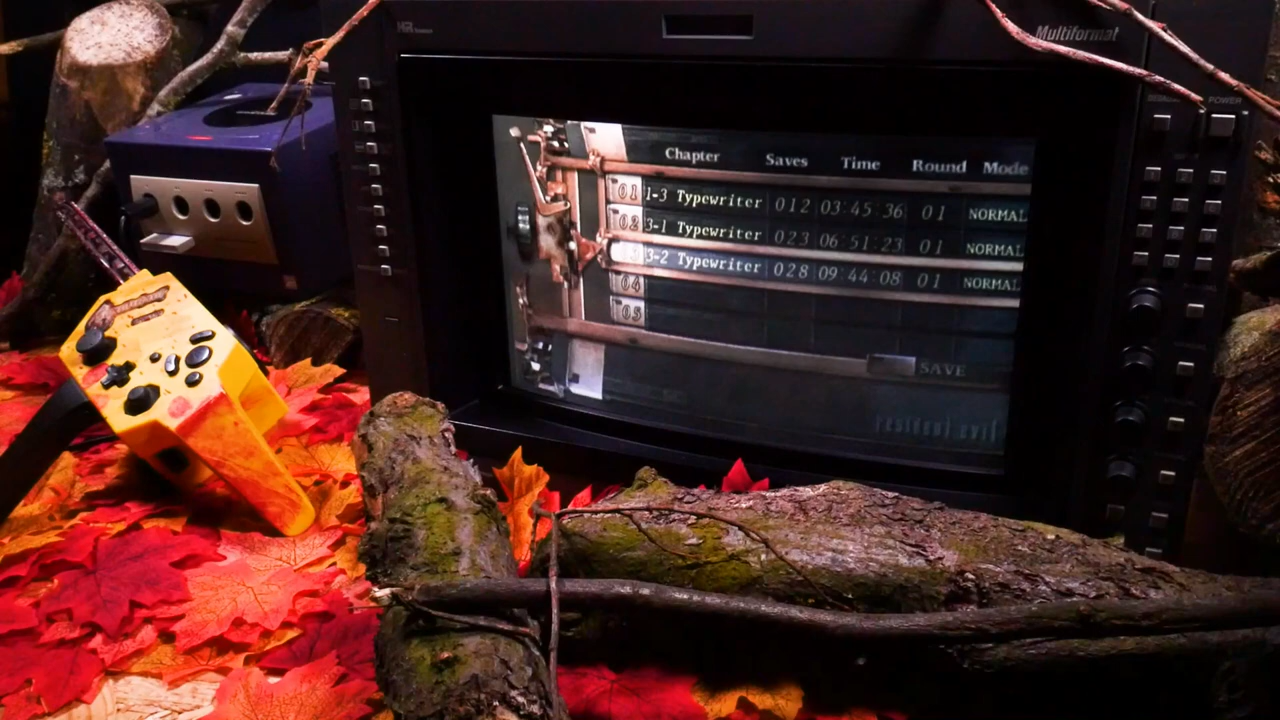 Multiformat
POWER
Chapter Saves Time Round Mode
01 1-3 Typewriter 012 03:45:36 01 NORMAL
02 3-1 Typewriter 023 06:51:23 01 NORMAL
3-2 Typewriter 028 09:44:08 01 NORMAL
04
05
SAVE
resident evil